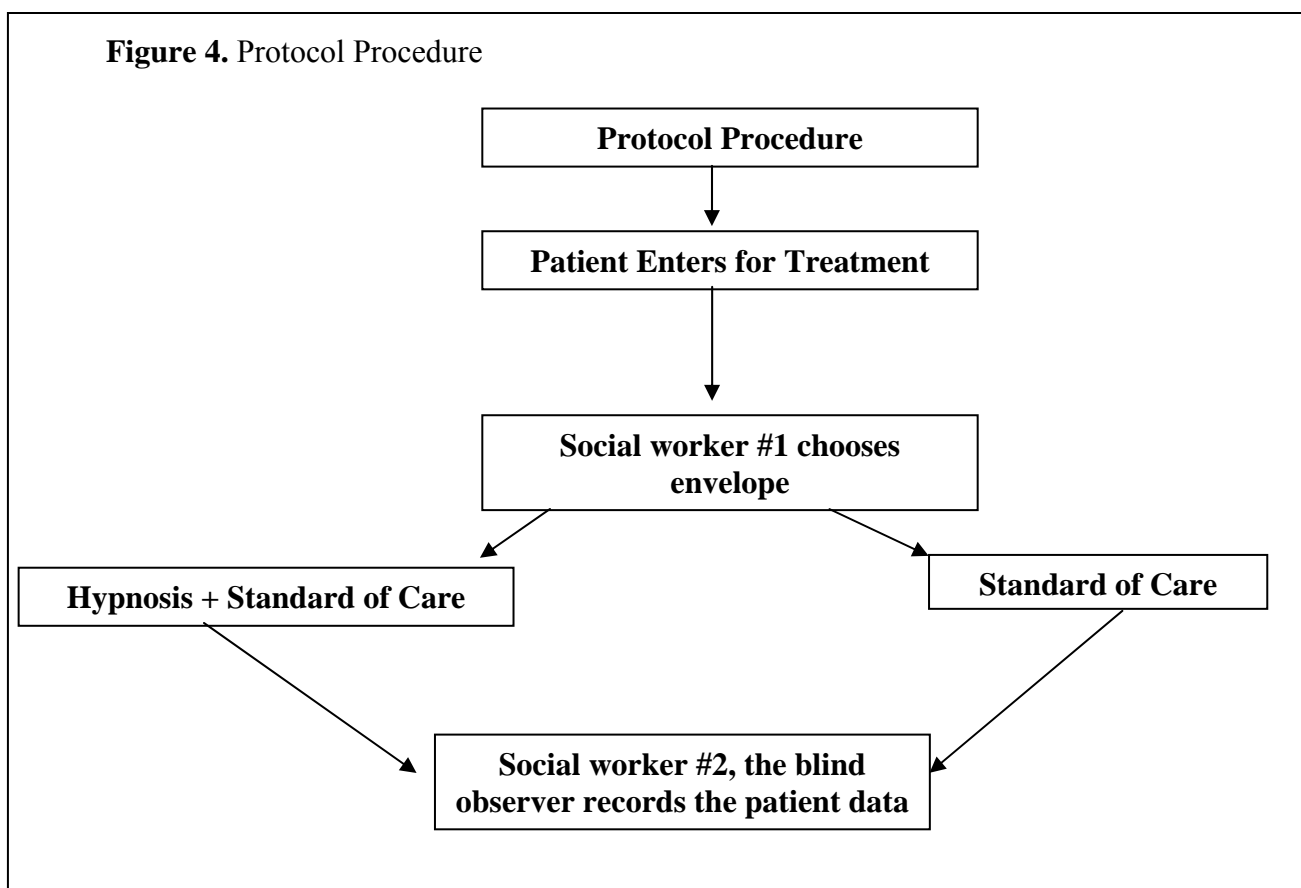 Figure 4. Protocol Procedure
Protocol Procedure
Patient Enters for Treatment
Social worker #1 chooses
envelope
Hypnosis + Standard of Care
Standard of Care
Social worker #2, the blind
observer records the patient data